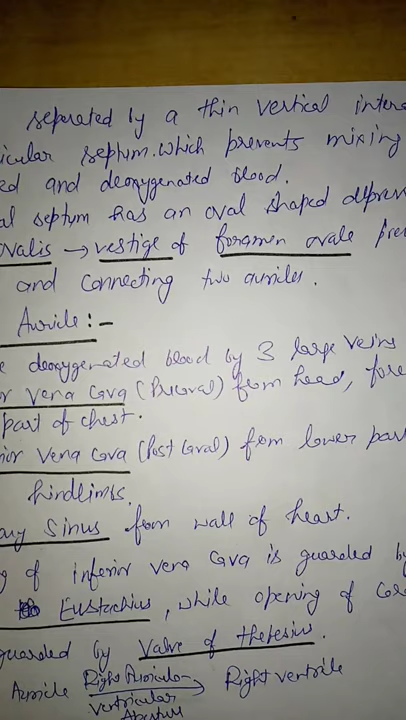 separated by a thin vertical inter
icular septum.which prevents mixing
ed and deoxygenated blood.
al septum has an oval shaped depres
ovalis → vestige of foramen ovale pre
and connecting two auricles.
Auricle:-
e deoxygenated blood by 3 large veins
or vena cava (Precaval) from head, fore
part of chest.
ior vena cava (Post Caval) from lower par
hindlimbs.
ary Sinus from wall of heart.
g of inferior vena cava is guarded by
Eustachius, while opening of Coro
guarded by Valve of thebesius.
Auricle Right Auriculo Right ventricle
ventricular
Aperture